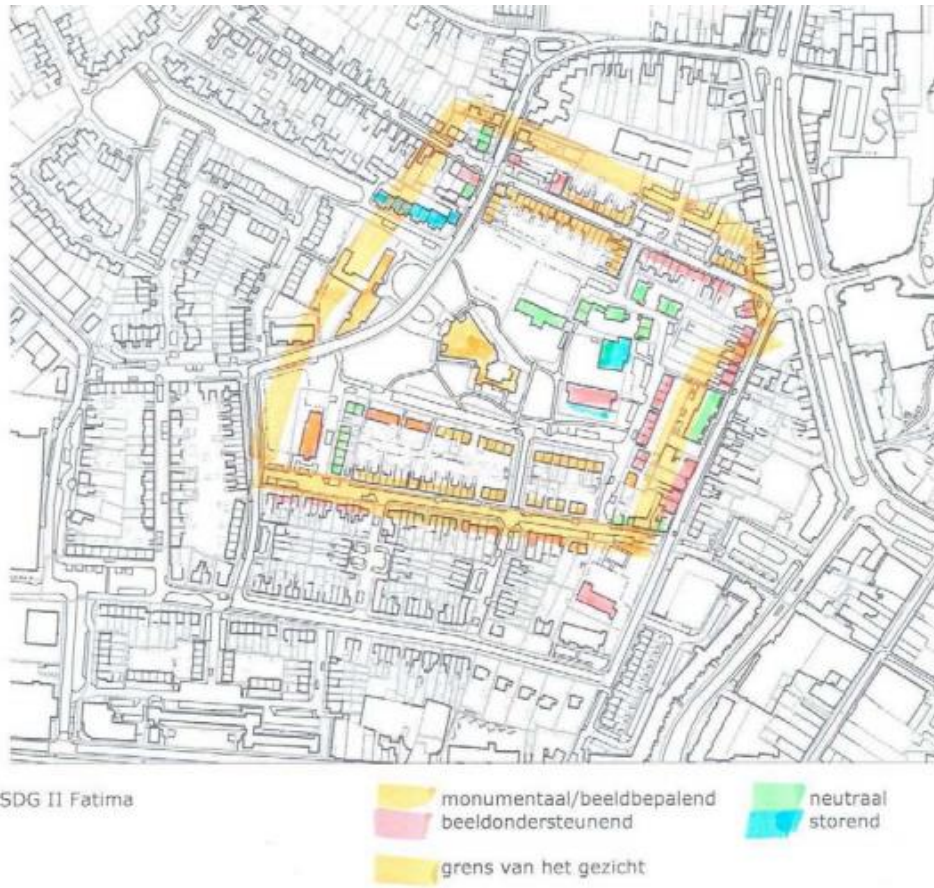 SDG II Fatima
monumentaal/beeldbepalend
beeldondersteunend
grens van het gezicht
neutraal
storend